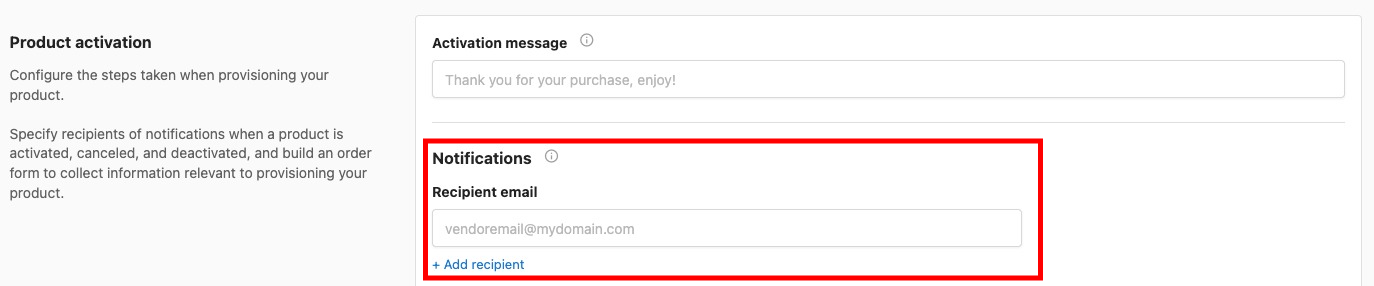 Product activation
Configure the steps taken when provisioning your
product.
Specify recipients of notifications when a product is
activated, canceled, and deactivated, and build an order
form to collect information relevant to provisioning your
product.
Activation message
Thank you for your purchase, enjoy!
Notifications
Recipient email
vendoremail@mydomain.com
+ Add recipient